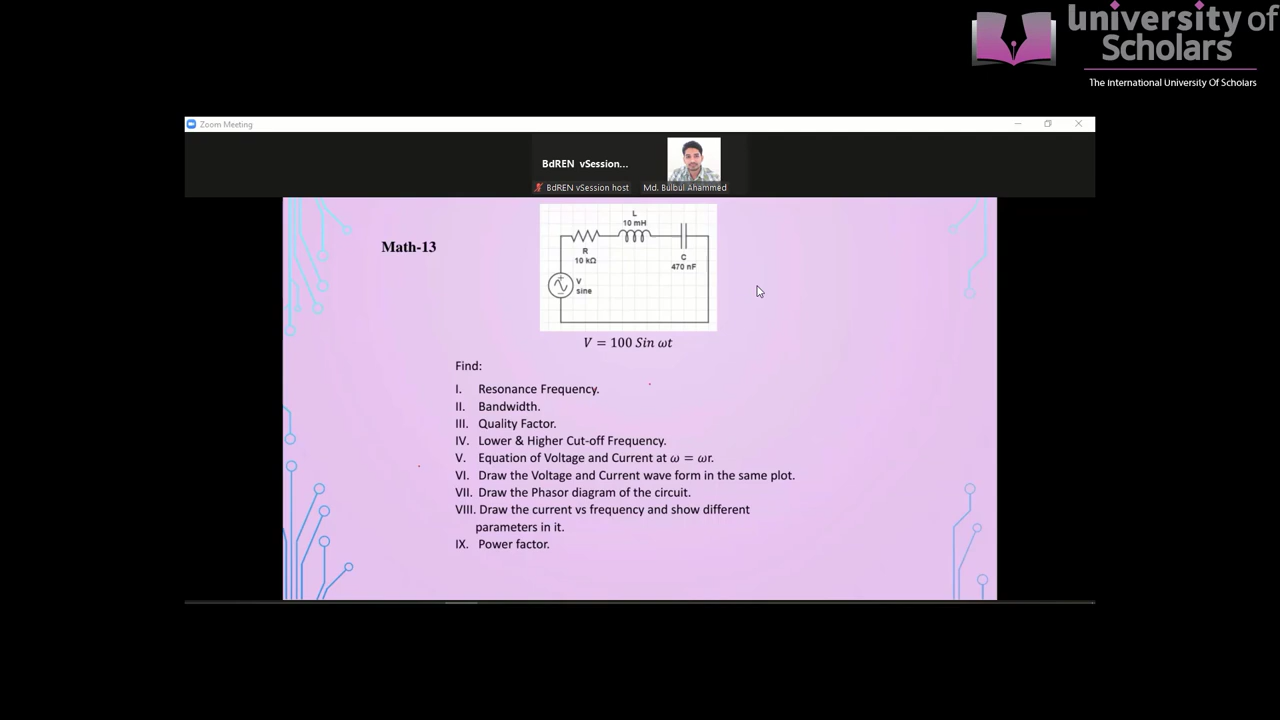 University of
Scholars
The International University Of Scholars
Zoom Meeting
BdREN vSession...
BdREN vSession host
Md. Bulbul Ahammed
Math-13
L
10 mH
R
10 kΩ
C
470 nF
V
sine
V = 100 Sin ωt
Find:
I. Resonance Frequency.
II. Bandwidth.
III. Quality Factor.
IV. Lower & Higher Cut-off Frequency.
V. Equation of Voltage and Current at ω = ωr.
VI. Draw the Voltage and Current wave form in the same plot.
VII. Draw the Phasor diagram of the circuit.
VIII. Draw the current vs frequency and show different
parameters in it.
IX. Power factor.